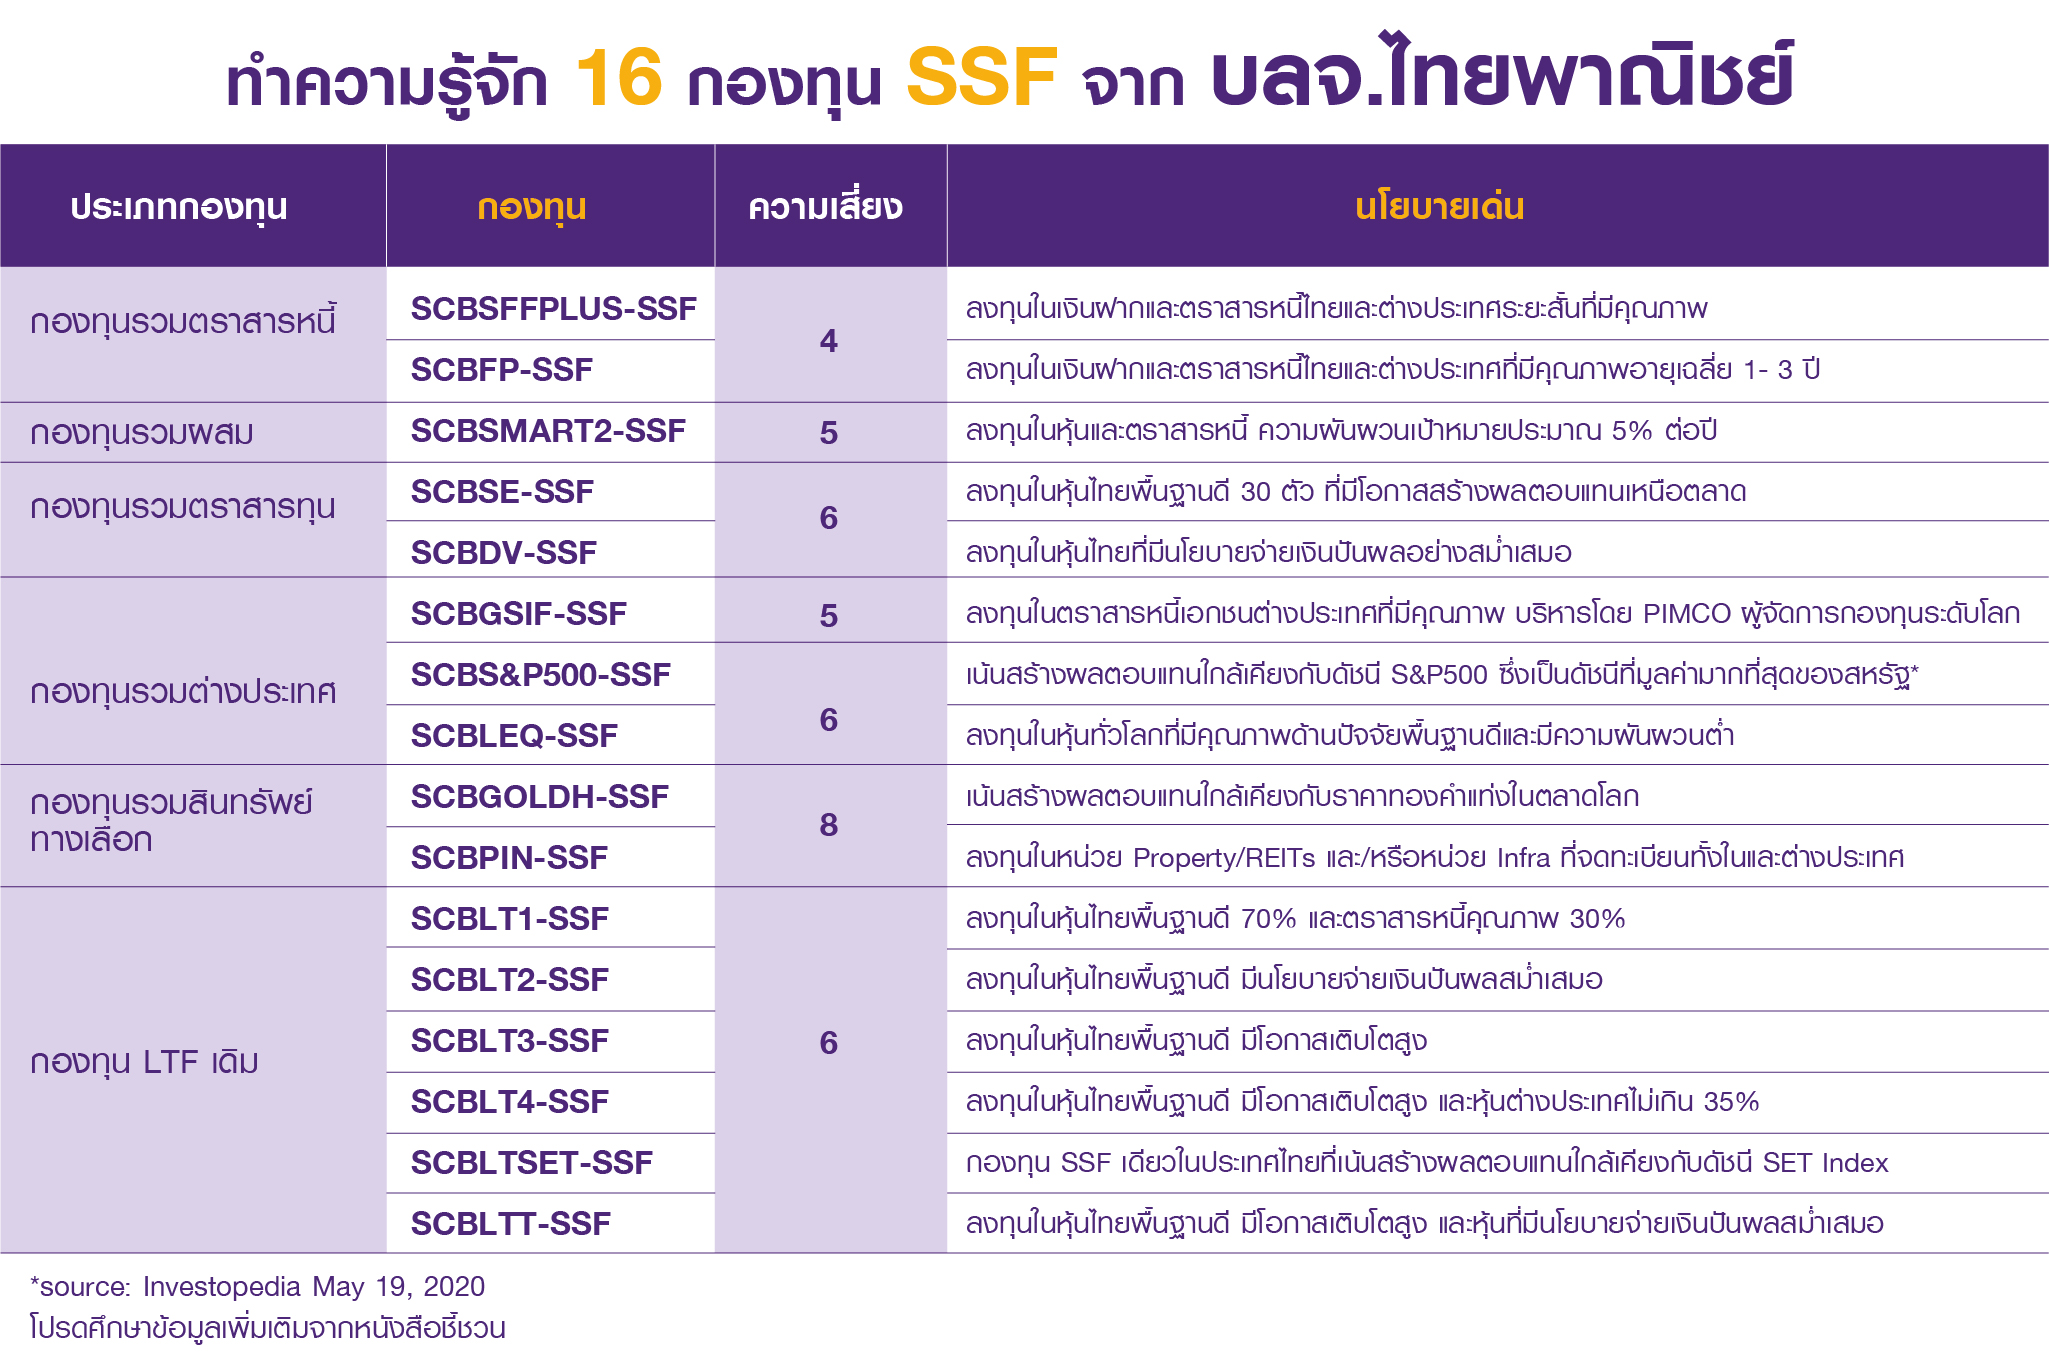 ทำความรู้จัก 16 กองทุน SSF จาก บลจ.ไทยพาณิชย์
ประเภทกองทุน กองทุน ความเสี่ยง นโยบายเด่น
กองทุนรวมตราสารหนี้ SCBSFFPLUS-SSF 4 ลงทุนในเงินฝากและตราสารหนี้ไทยและต่างประเทศระยะสั้นที่มีคุณภาพ
SCBFP-SSF ลงทุนในเงินฝากและตราสารหนี้ไทยและต่างประเทศที่มีคุณภาพอายุเฉลี่ย 1- 3 ปี
กองทุนรวมผสม SCBSMART2-SSF 5 ลงทุนในหุ้นและตราสารหนี้ ความผันผวนเป้าหมายประมาณ 5% ต่อปี
กองทุนรวมตราสารทุน SCBSE-SSF 6 ลงทุนในหุ้นไทยพื้นฐานดี 30 ตัว ที่มีโอกาสสร้างผลตอบแทนเหนือตลาด
SCBDV-SSF ลงทุนในหุ้นไทยที่มีนโยบายจ่ายเงินปันผลอย่างสม่ำเสมอ
กองทุนรวมต่างประเทศ SCBGSIF-SSF 5 ลงทุนในตราสารหนี้เอกชนต่างประเทศที่มีคุณภาพ บริหารโดย PIMCO ผู้จัดการกองทุนระดับโลก
SCBS&P500-SSF 6 เน้นสร้างผลตอบแทนใกล้เคียงกับดัชนี S&P500 ซึ่งเป็นดัชนีที่มูลค่ามากที่สุดของสหรัฐ*
SCBLEQ-SSF ลงทุนในหุ้นทั่วโลกที่มีคุณภาพด้านปัจจัยพื้นฐานดีและมีความผันผวนต่ำ
กองทุนรวมสินทรัพย์ SCBGOLDH-SSF 8 เน้นสร้างผลตอบแทนใกล้เคียงกับราคาทองคำแท่งในตลาดโลก
ทางเลือก SCBPIN-SSF ลงทุนในหน่วย Property/REITs และ/หรือหน่วย Infra ที่จดทะเบียนทั้งในและต่างประเทศ
กองทุน LTF เดิม SCBLT1-SSF 6 ลงทุนในหุ้นไทยพื้นฐานดี 70% และตราสารหนี้คุณภาพ 30%
SCBLT2-SSF ลงทุนในหุ้นไทยพื้นฐานดี มีนโยบายจ่ายเงินปันผลสม่ำเสมอ
SCBLT3-SSF ลงทุนในหุ้นไทยพื้นฐานดี มีโอกาสเติบโตสูง
SCBLT4-SSF ลงทุนในหุ้นไทยพื้นฐานดี มีโอกาสเติบโตสูง และหุ้นต่างประเทศไม่เกิน 35%
SCBLTSET-SSF กองทุน SSF เดียวในประเทศไทยที่เน้นสร้างผลตอบแทนใกล้เคียงกับดัชนี SET Index
SCBLTT-SSF ลงทุนในหุ้นไทยพื้นฐานดี มีโอกาสเติบโตสูง และหุ้นที่มีนโยบายจ่ายเงินปันผลสม่ำเสมอ
*source: Investopedia May 19, 2020
โปรดศึกษาข้อมูลเพิ่มเติมจากหนังสือชี้ชวน